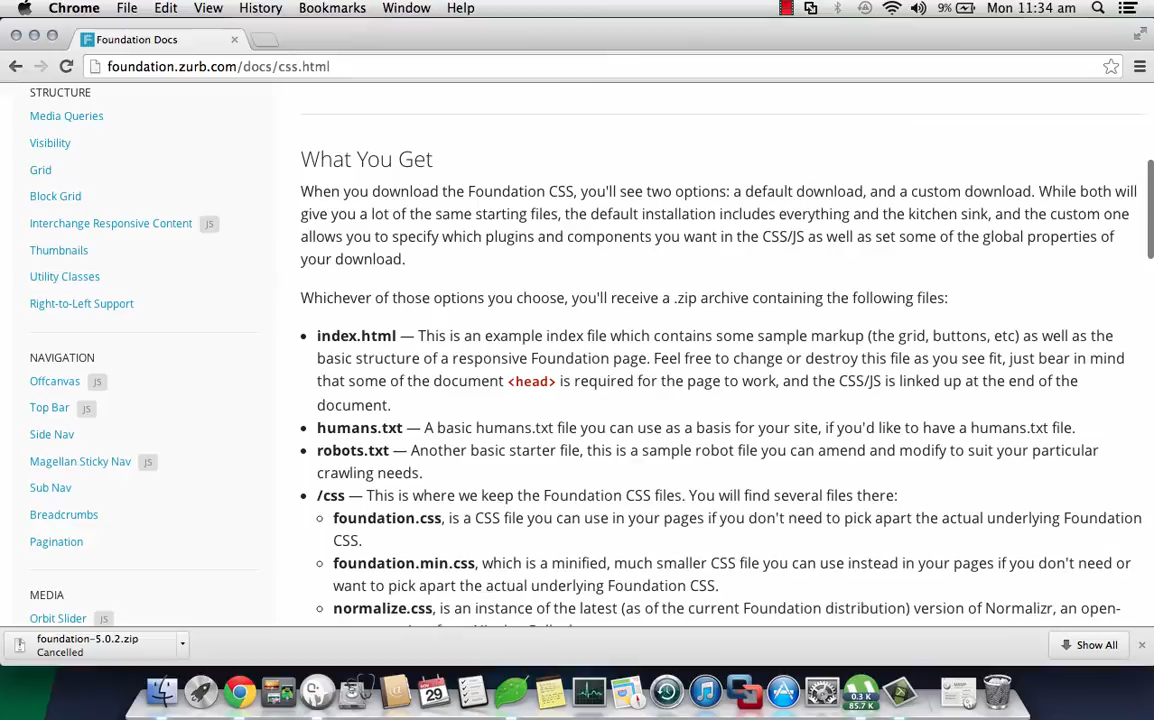 Chrome File Edit View History Bookmarks Window Help 9% Mon 11:34 am
Foundation Docs
foundation.zurb.com/docs/css.html
STRUCTURE
Media Queries
Visibility
Grid
Block Grid
Interchange Responsive Content JS
Thumbnails
Utility Classes
Right-to-Left Support
NAVIGATION
Offcanvas JS
Top Bar JS
Side Nav
Magellan Sticky Nav JS
Sub Nav
Breadcrumbs
Pagination
MEDIA
Orbit Slider JS
What You Get
When you download the Foundation CSS, you'll see two options: a default download, and a custom download. While both will
give you a lot of the same starting files, the default installation includes everything and the kitchen sink, and the custom one
allows you to specify which plugins and components you want in the CSS/JS as well as set some of the global properties of
your download.
Whichever of those options you choose, you'll receive a .zip archive containing the following files:
• index.html — This is an example index file which contains some sample markup (the grid, buttons, etc) as well as the
basic structure of a responsive Foundation page. Feel free to change or destroy this file as you see fit, just bear in mind
that some of the document <head> is required for the page to work, and the CSS/JS is linked up at the end of the
document.
• humans.txt — A basic humans.txt file you can use as a basis for your site, if you'd like to have a humans.txt file.
• robots.txt — Another basic starter file, this is a sample robot file you can amend and modify to suit your particular
crawling needs.
• /css — This is where we keep the Foundation CSS files. You will find several files there:
◦ foundation.css, is a CSS file you can use in your pages if you don't need to pick apart the actual underlying Foundation
CSS.
◦ foundation.min.css, which is a minified, much smaller CSS file you can use instead in your pages if you don't need or
want to pick apart the actual underlying Foundation CSS.
◦ normalize.css, is an instance of the latest (as of the current Foundation distribution) version of Normalizr, an open-
foundation-5.0.2.zip
Cancelled
Show All
29
0.3 K
85.7 K